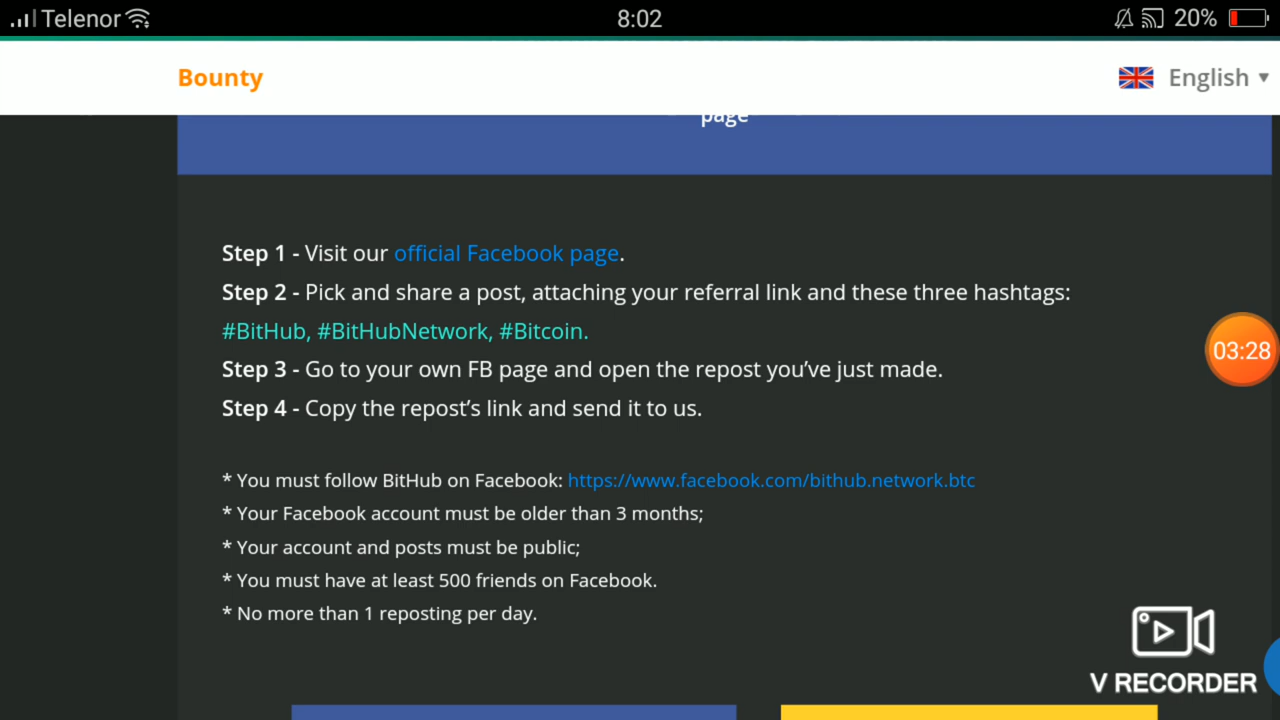 Telenor 8:02 20%
Bounty English
page
Step 1 - Visit our official Facebook page.
Step 2 - Pick and share a post, attaching your referral link and these three hashtags:
#BitHub, #BitHubNetwork, #Bitcoin.
Step 3 - Go to your own FB page and open the repost you’ve just made.
03:28
Step 4 - Copy the repost’s link and send it to us.
* You must follow BitHub on Facebook: https://www.facebook.com/bithub.network.btc
* Your Facebook account must be older than 3 months;
* Your account and posts must be public;
* You must have at least 500 friends on Facebook.
* No more than 1 reposting per day.
V RECORDER